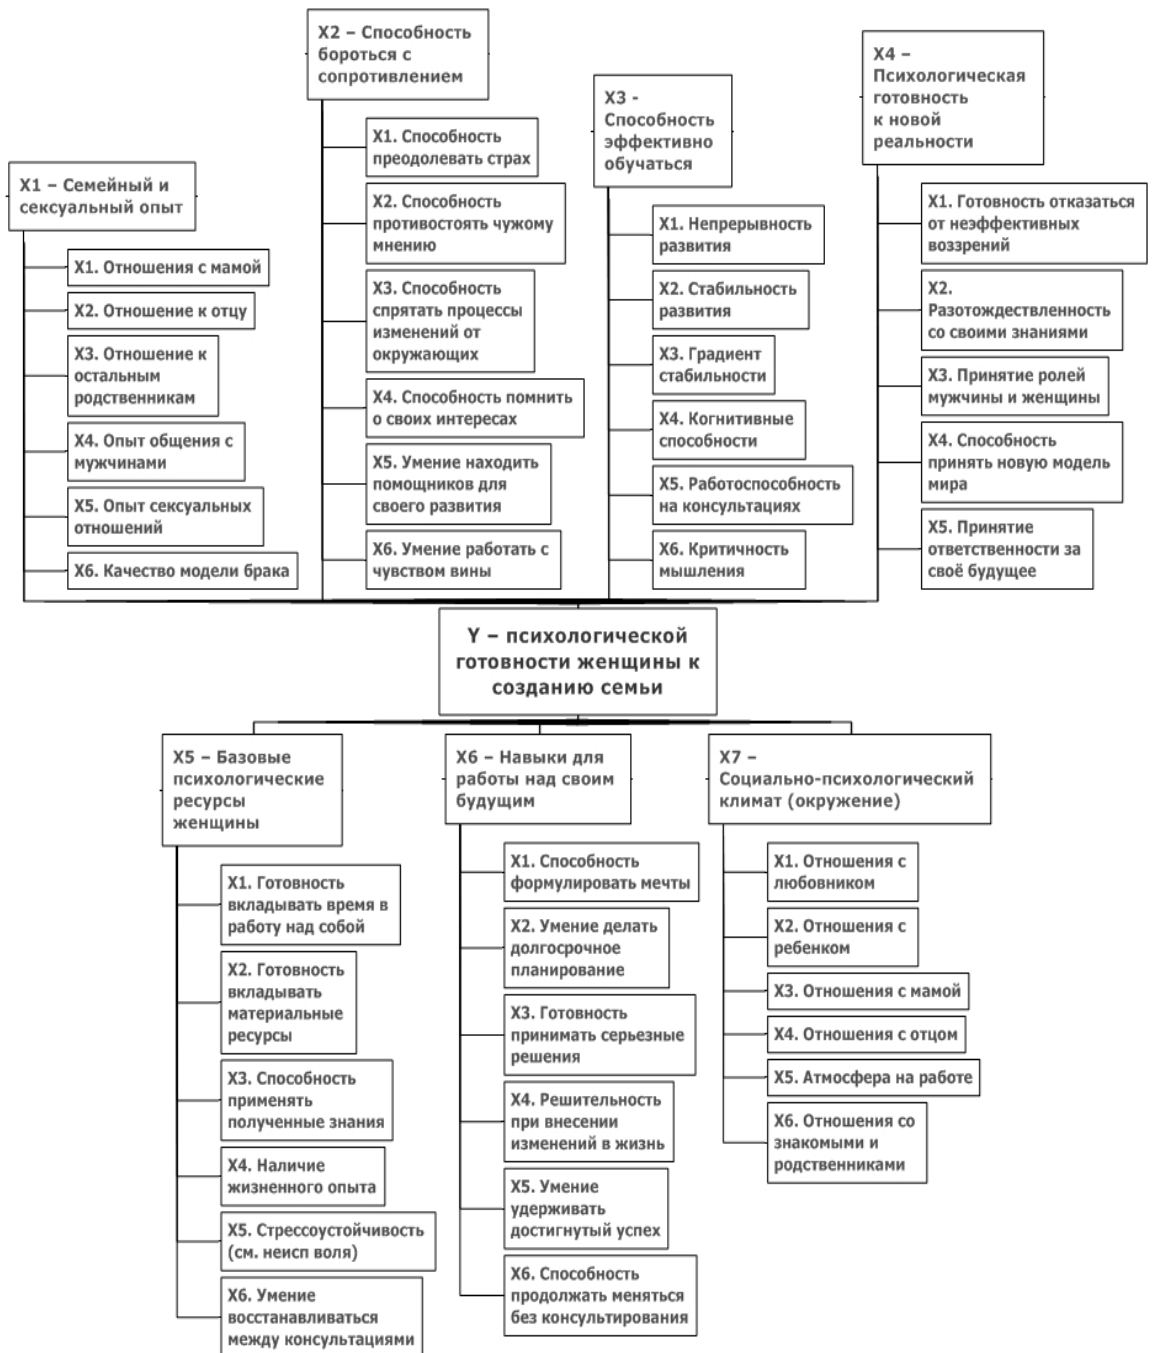 X1 – Семейный и
сексуальный опыт
X1. Отношения с мамой
X2. Отношение к отцу
X3. Отношение к
остальным
родственникам
X4. Опыт общения с
мужчинами
X5. Опыт сексуальных
отношений
X6. Качество модели брака
X2 – Способность
бороться с
сопротивлением
X1. Способность
преодолевать страх
X2. Способность
противостоять чужому
мнению
X3. Способность
спрятать процессы
изменений от
окружающих
X4. Способность помнить
о своих интересах
X5. Умение находить
помощников для
своего развития
X6. Умение работать с
чувством вины
X3 -
Способность
эффективно
обучаться
X1. Непрерывность
развития
X2. Стабильность
развития
X3. Градиент
стабильности
X4. Когнитивные
способности
X5. Работоспособность
на консультациях
X6. Критичность
мышления
X4 –
Психологическая
готовность
к новой
реальности
X1. Готовность отказаться
от неэффективных
воззрений
X2.
Разотождествленность
со своими знаниями
X3. Принятие ролей
мужчины и женщины
X4. Способность
принять новую модель
мира
X5. Принятие
ответственности за
своё будущее
Y – психологической
готовности женщины к
созданию семьи
X5 – Базовые
психологические
ресурсы
женщины
X1. Готовность
вкладывать время в
работу над собой
X2. Готовность
вкладывать
материальные
ресурсы
X3. Способность
применять
полученные знания
X4. Наличие
жизненного опыта
X5. Стрессоустойчивость
(см. неисп воля)
X6. Умение
восстанавливаться
между консультациями
X6 – Навыки для
работы над своим
будущим
X1. Способность
формулировать мечты
X2. Умение делать
долгосрочное
планирование
X3. Готовность
принимать серьезные
решения
X4. Решительность
при внесении
изменений в жизнь
X5. Умение
удерживать
достигнутый успех
X6. Способность
продолжать меняться
без консультирования
X7 –
Социально-психологический
климат (окружение)
X1. Отношения с
любовником
X2. Отношения с
ребенком
X3. Отношения с мамой
X4. Отношения с отцом
X5. Атмосфера на работе
X6. Отношения со
знакомыми и
родственниками